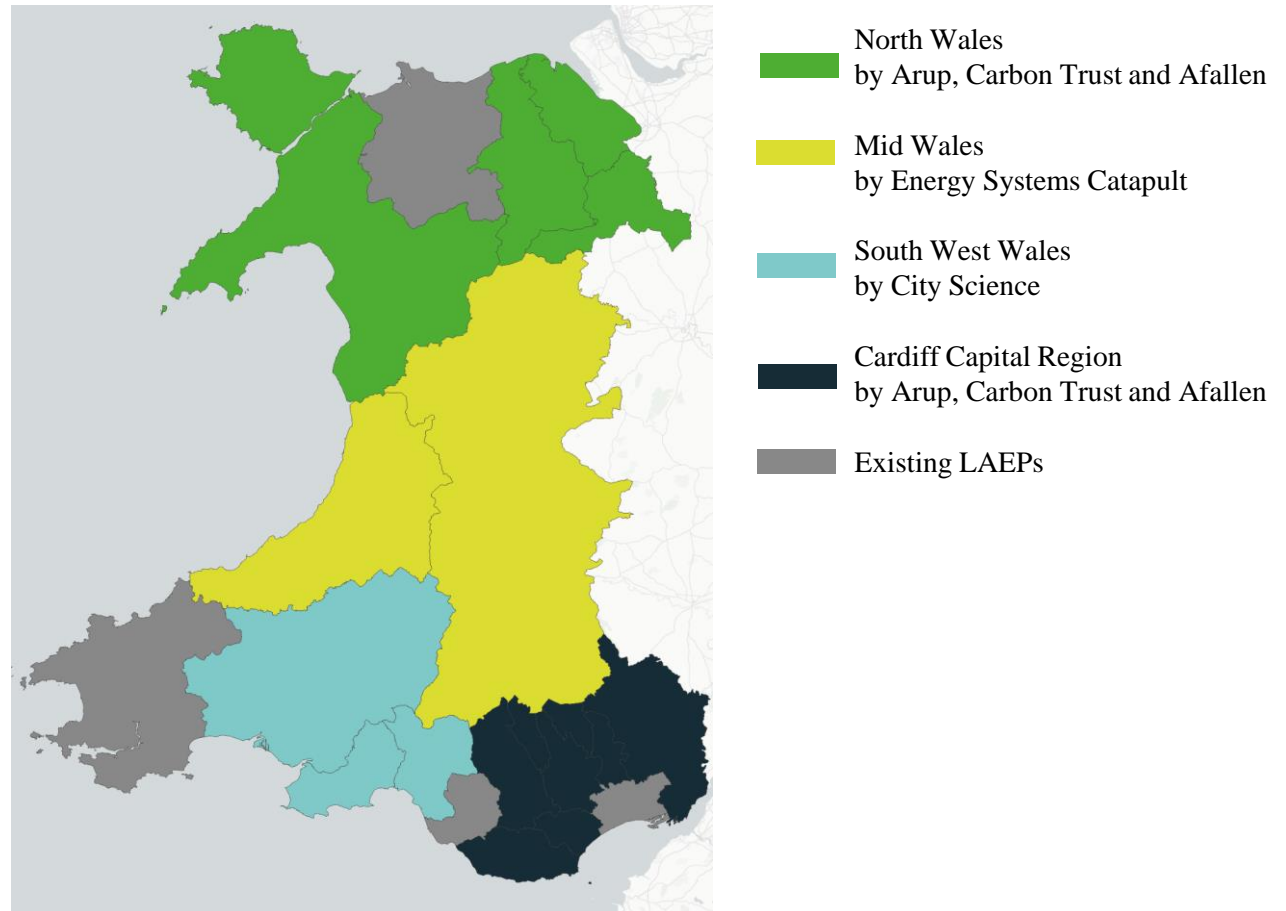 North Wales
by Arup, Carbon Trust and Afallen
Mid Wales
by Energy Systems Catapult
South West Wales
by City Science
Cardiff Capital Region
by Arup, Carbon Trust and Afallen
Existing LAEPs